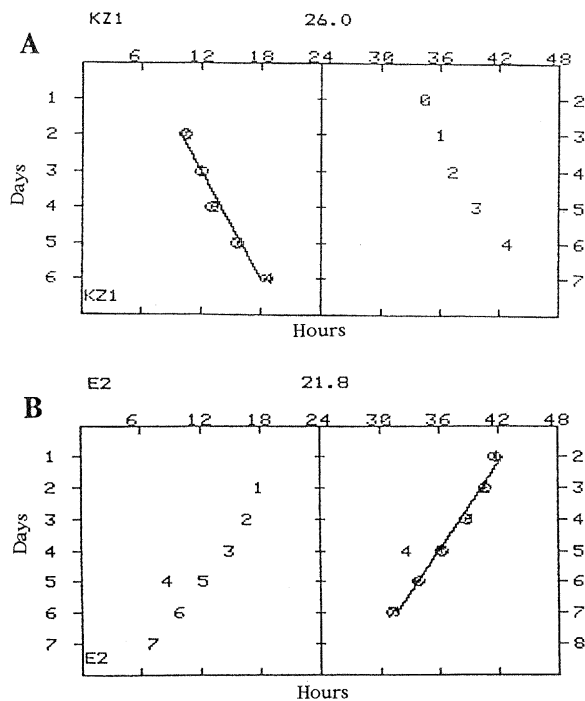 KZ1 26.0
A
6 12 18 24 30 36 42 48
1
2 0 2
3 1 3
4 2 4
5 3 5
6 4 6
7
KZ1
Days
Hours
E2 21.8
B
6 12 18 24 30 36 42 48
1 2
2 1 3
3 2 4
4 3 4 5
5 4 5 6
6 6 7
7 7 8
E2
Days
Hours